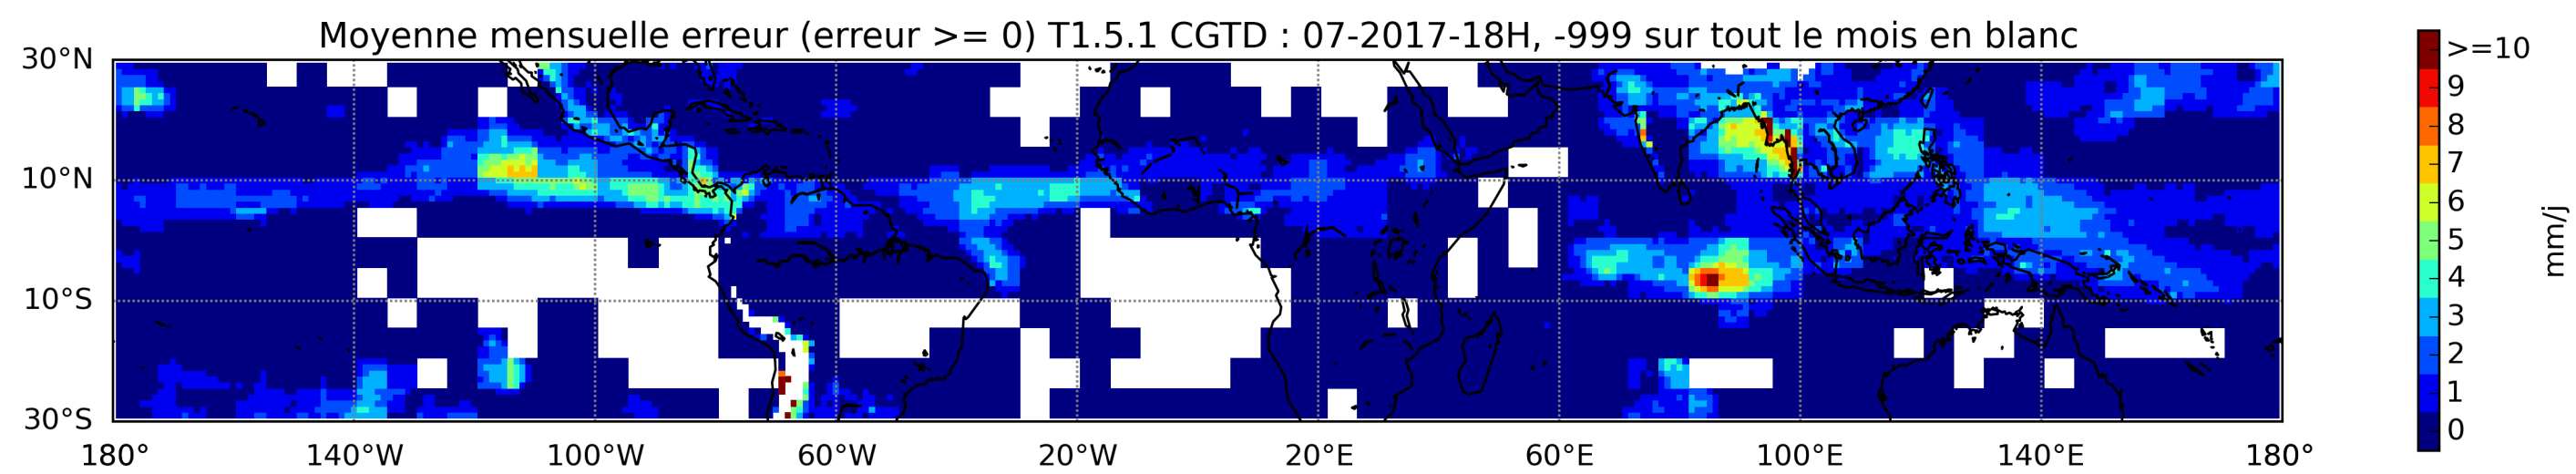 Moyenne mensuelle erreur (erreur >= 0) T1.5.1 CGTD : 07-2017-18H, -999 sur tout le mois en blanc
30°N
10°N
10°S
30°S
180° 140°W 100°W 60°W 20°W 20°E 60°E 100°E 140°E 180°
>=10
9
8
7
6
5
4
3
2
1
0
mm/j